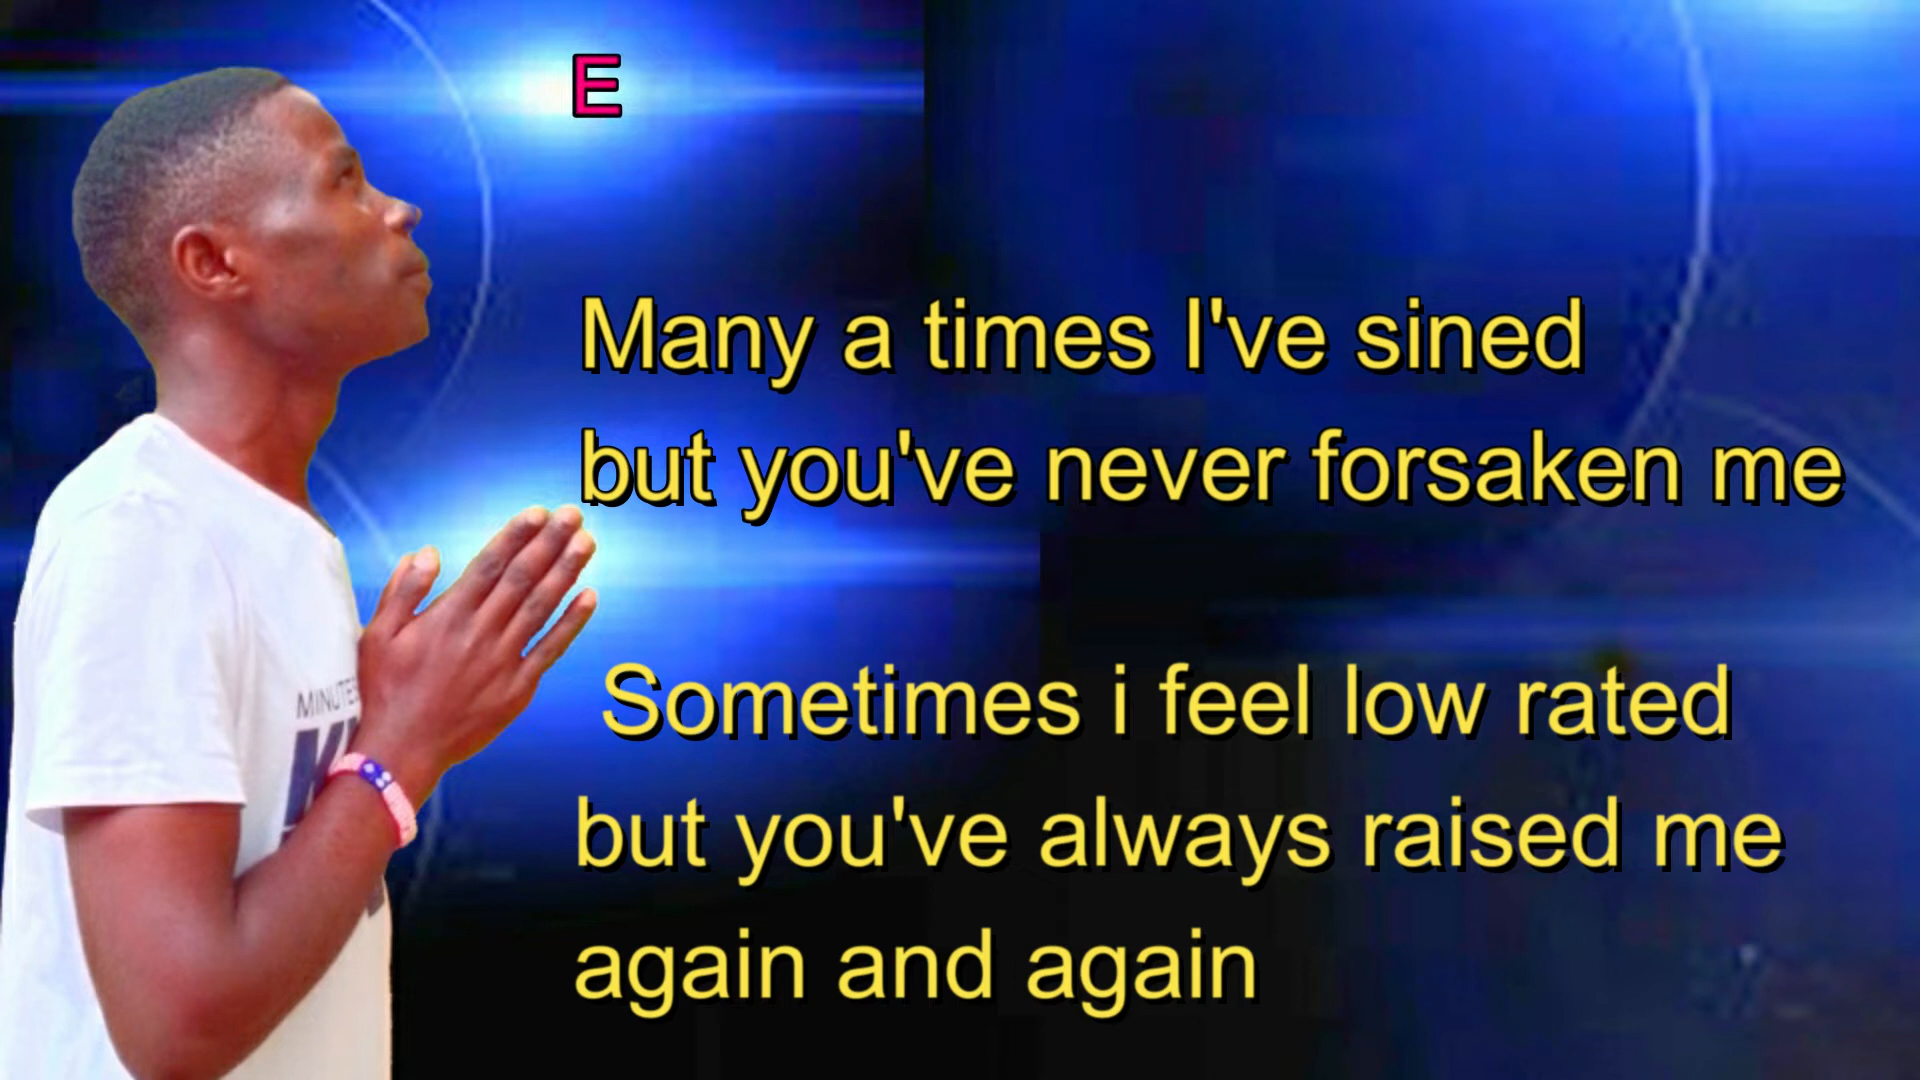 E
Many a times I've sined
but you've never forsaken me
Sometimes i feel low rated
but you've always raised me
again and again
MINUTE